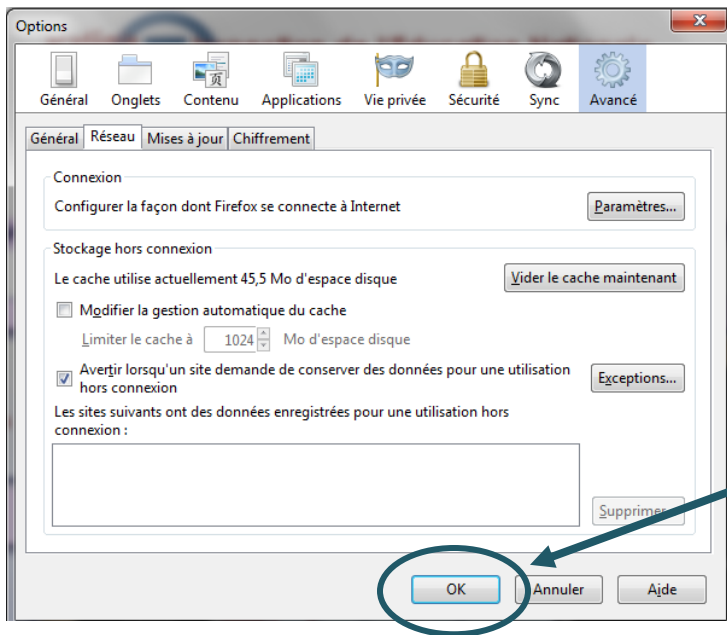 Options
Général Onglets Contenu Applications Vie privée Sécurité Sync Avancé
Général Réseau Mises à jour Chiffrement
Connexion
Configurer la façon dont Firefox se connecte à Internet Paramètres...
Stockage hors connexion
Le cache utilise actuellement 45,5 Mo d'espace disque Vider le cache maintenant
Modifier la gestion automatique du cache
Limiter le cache à 1024 Mo d'espace disque
Avertir lorsqu'un site demande de conserver des données pour une utilisation
hors connexion Exceptions...
Les sites suivants ont des données enregistrées pour une utilisation hors
connexion :
Supprimer...
OK Annuler Aide